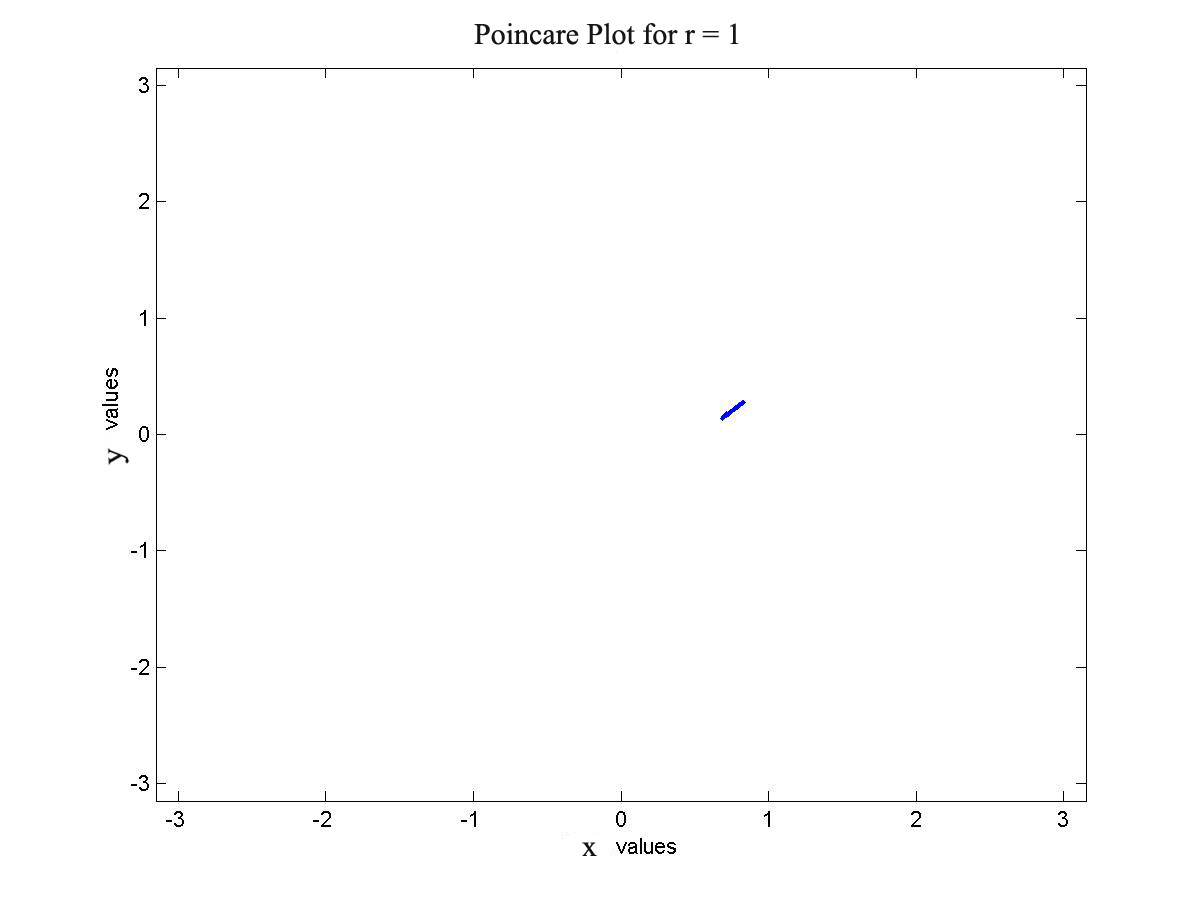 Poincare Plot for r = 1
3
2
1
0
-1
-2
-3
y values
-3 -2 -1 0 1 2 3
x values